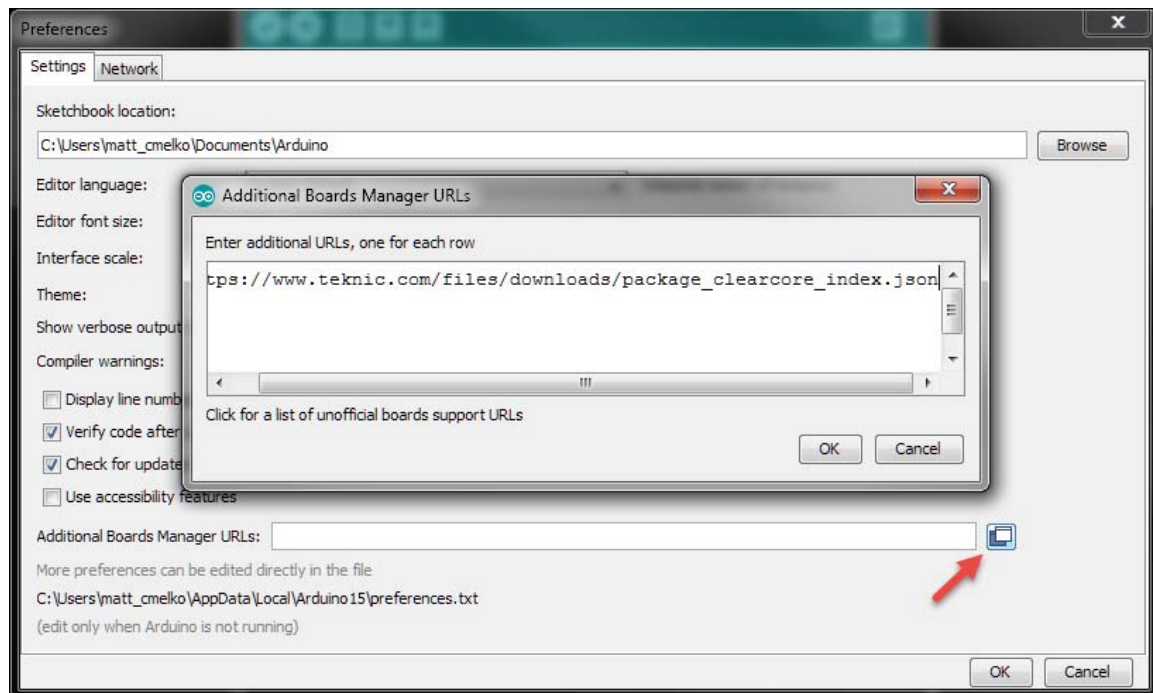 Preferences
Settings Network
Sketchbook location:
C:\Users\matt_cmelko\Documents\Arduino Browse
Editor language:
Editor font size:
Interface scale:
Theme:
Show verbose output
Compiler warnings:
Display line numb
Verify code after
Check for update
Use accessibility features
Additional Boards Manager URLs
Enter additional URLs, one for each row
tps://www.teknic.com/files/downloads/package_clearcore_index.json
Click for a list of unofficial boards support URLs
OK Cancel
Additional Boards Manager URLs:
More preferences can be edited directly in the file
C:\Users\matt_cmelko\AppData\Local\Arduino15\preferences.txt
(edit only when Arduino is not running)
OK Cancel